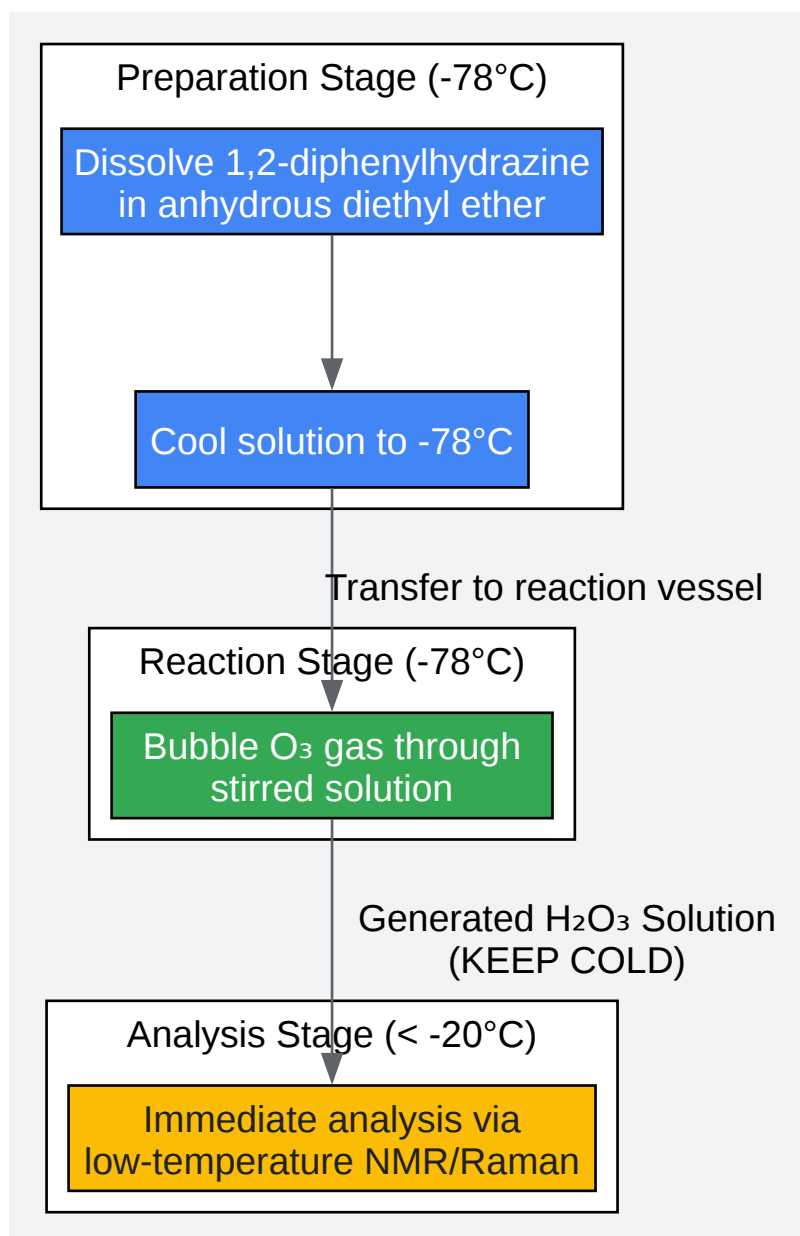 Preparation Stage (-78°C)
Dissolve 1,2-diphenylhydrazine
in anhydrous diethyl ether
Cool solution to -78°C
Transfer to reaction vessel
Reaction Stage (-78°C)
Bubble O₃ gas through
stirred solution
Generated H₂O₃ Solution
(KEEP COLD)
Analysis Stage (< -20°C)
Immediate analysis via
low-temperature NMR/Raman